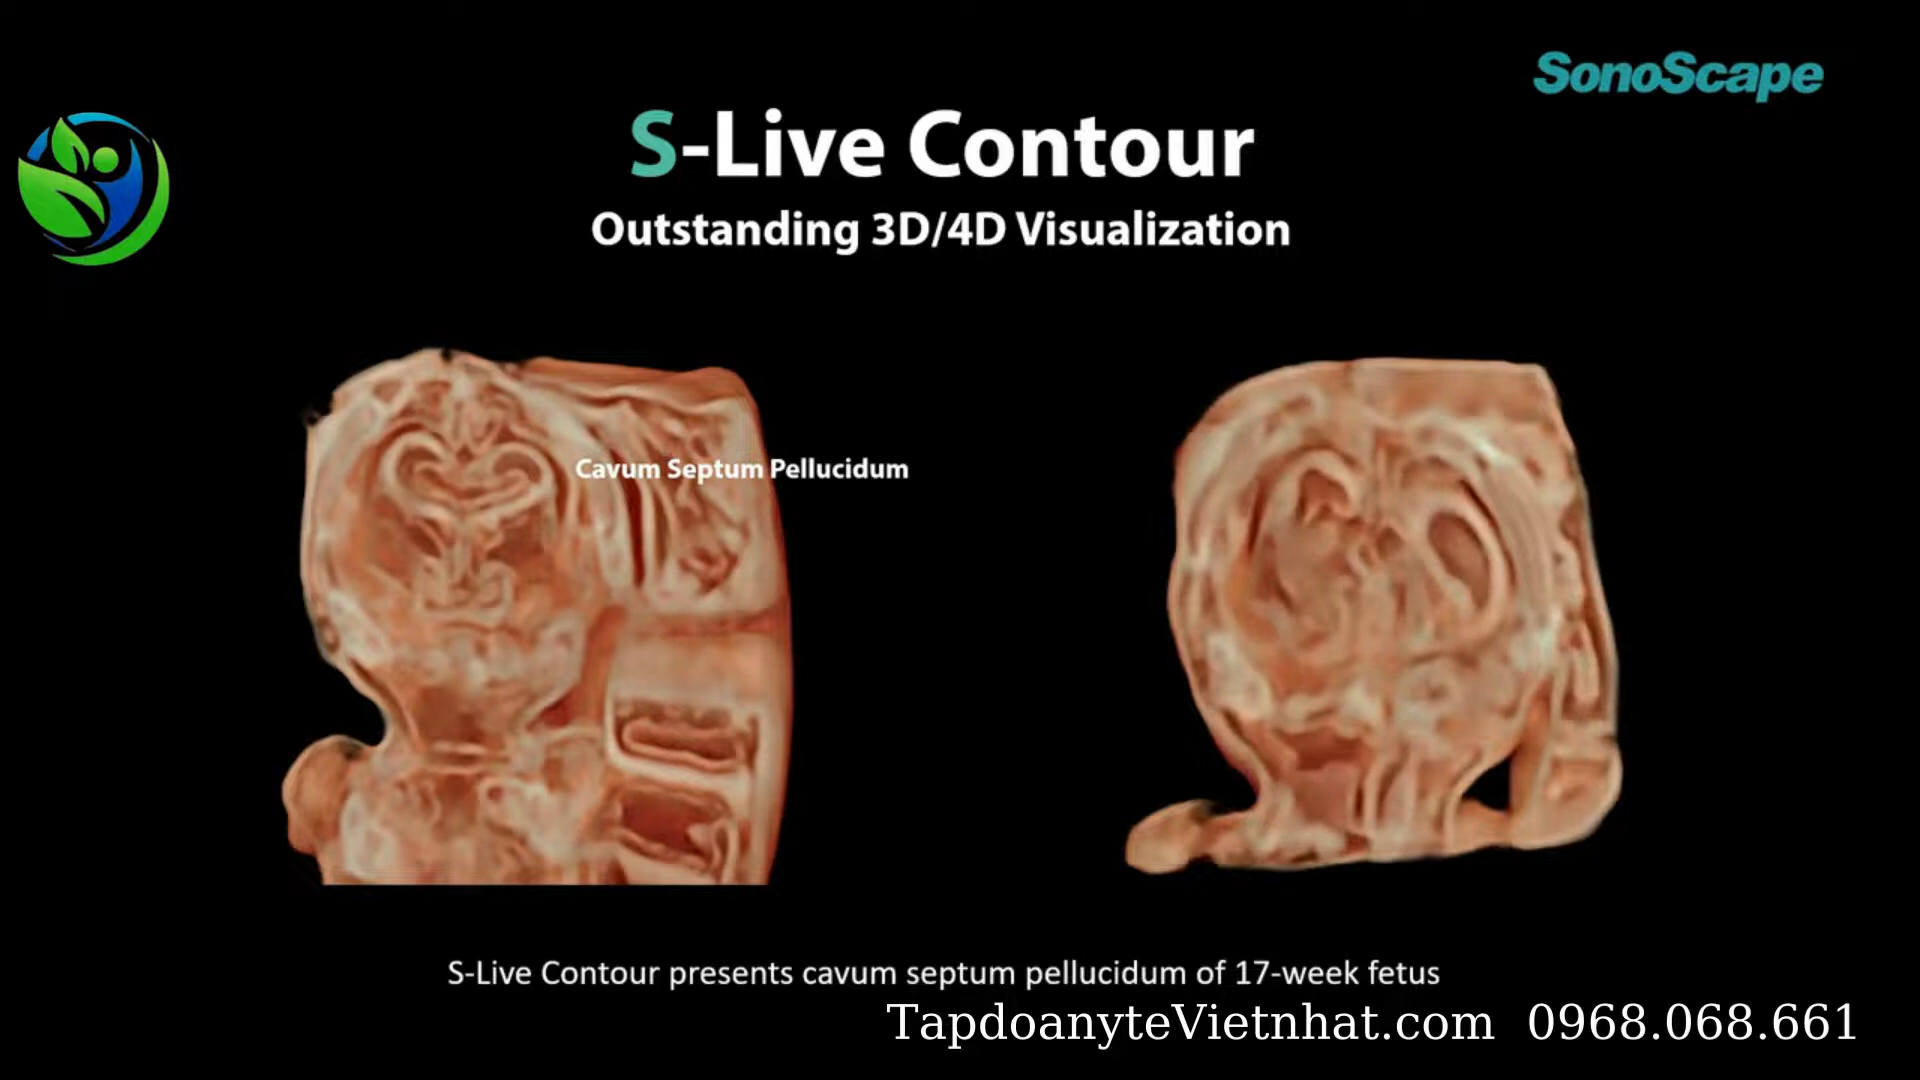 SonoScape
S-Live Contour
Outstanding 3D/4D Visualization
Cavum Septum Pellucidum
S-Live Contour presents cavum septum pellucidum of 17-week fetus
TapdoanyteVietnhat.com 0968.068.661